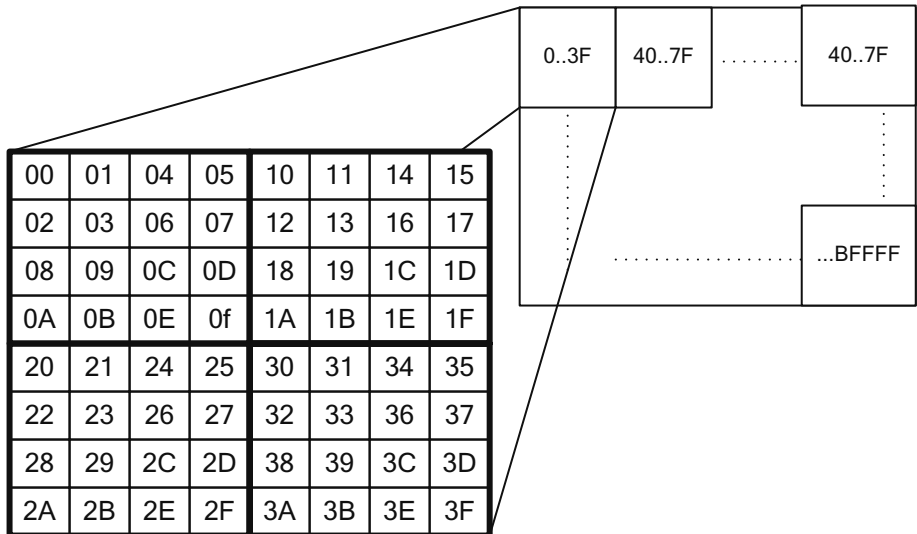 0..3F 40..7F 40..7F
00 01 04 05 10 11 14 15
02 03 06 07 12 13 16 17
08 09 0C 0D 18 19 1C 1D
...BFFFF
0A 0B 0E 0f 1A 1B 1E 1F
20 21 24 25 30 31 34 35
22 23 26 27 32 33 36 37
28 29 2C 2D 38 39 3C 3D
2A 2B 2E 2F 3A 3B 3E 3F